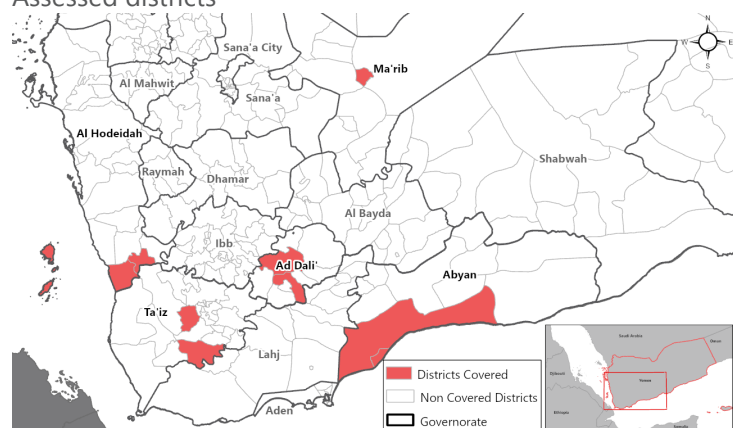 Assessed districts
N
W
E
S
Sana'a City
Ma'rib
Al Mahwit
Sana'a
Al Hodeidah
Shabwah
Raymah
Dhamar
Al Bayda
Ibb
Ad Dali'
Abyan
Ta'iz
Lahj
Aden
Districts Covered
Non Covered Districts
Governorate
Saudi Arabia
Oman
Djibouti
Yemen
Ethiopia
Somalia